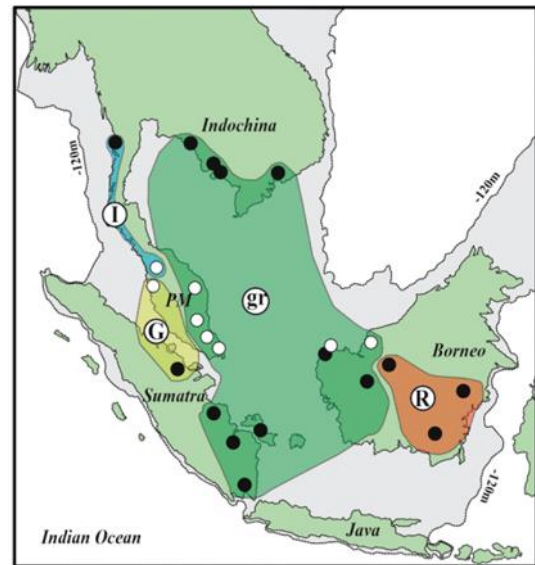 Indochina
-120m
-120m
I
PM
gr
G
Borneo
Sumatra
R
-120m
Java
Indian Ocean